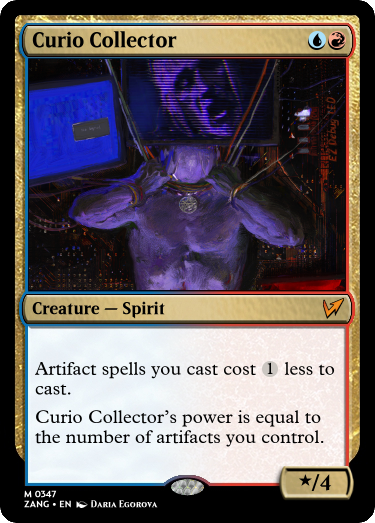 Curio Collector
Creature — Spirit
Artifact spells you cast cost 1 less to
cast.
Curio Collector's power is equal to
the number of artifacts you control.
★/4
M 0347
ZANG • EN Daria Egorova